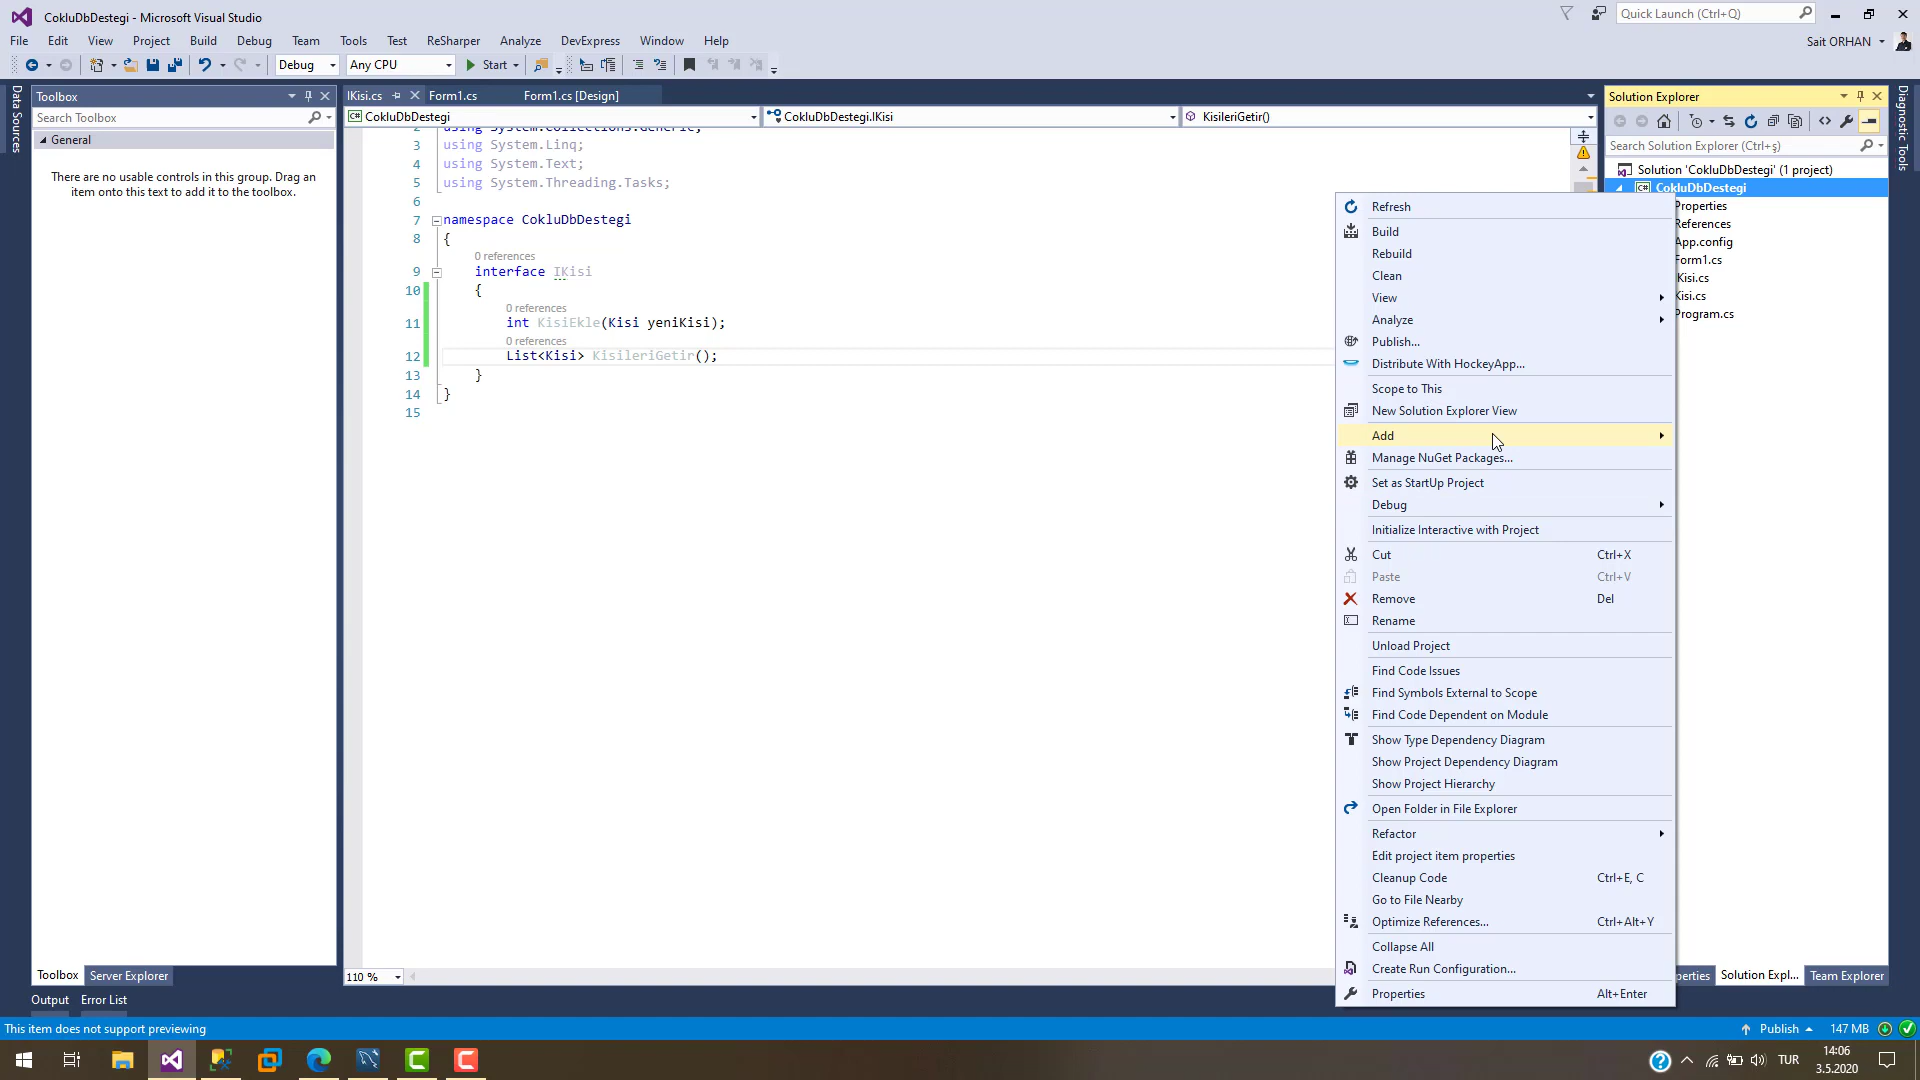 CokluDbDestegi - Microsoft Visual Studio
Quick Launch (Ctrl+Q)
File Edit View Project Build Debug Team Tools Test ReSharper Analyze DevExpress Window Help
Sait ORHAN
Debug Any CPU Start
Data Sources
Toolbox
Search Toolbox
General
There are no usable controls in this group. Drag an
item onto this text to add it to the toolbox.
Toolbox Server Explorer
IKisi.cs Form1.cs Form1.cs [Design]
CokluDbDestegi CokluDbDestegi.IKisi KisileriGetir()
2 using System.Collections.Generic;
3 using System.Linq;
4 using System.Text;
5 using System.Threading.Tasks;
6
7 namespace CokluDbDestegi
8 {
0 references
9 interface IKisi
10 {
0 references
11 int KisiEkle(Kisi yeniKisi);
0 references
12 List<Kisi> KisileriGetir();
13 }
14 }
15
110 %
Refresh
Build
Rebuild
Clean
View
Analyze
Publish...
Distribute With HockeyApp...
Scope to This
New Solution Explorer View
Add
Manage NuGet Packages...
Set as StartUp Project
Debug
Initialize Interactive with Project
Cut Ctrl+X
Paste Ctrl+V
Remove Del
Rename
Unload Project
Find Code Issues
Find Symbols External to Scope
Find Code Dependent on Module
Show Type Dependency Diagram
Show Project Dependency Diagram
Show Project Hierarchy
Open Folder in File Explorer
Refactor
Edit project item properties
Cleanup Code Ctrl+E, C
Go to File Nearby
Optimize References... Ctrl+Alt+Y
Collapse All
Create Run Configuration...
Properties Alt+Enter
Solution Explorer
Search Solution Explorer (Ctrl+ş)
Solution 'CokluDbDestegi' (1 project)
C# CokluDbDestegi
Properties
References
App.config
Form1.cs
Kisi.cs
Kisi.cs
Program.cs
perties Solution Expl... Team Explorer
Diagnostic Tools
Output Error List
This item does not support previewing
Publish 147 MB
TUR
14:06
3.5.2020